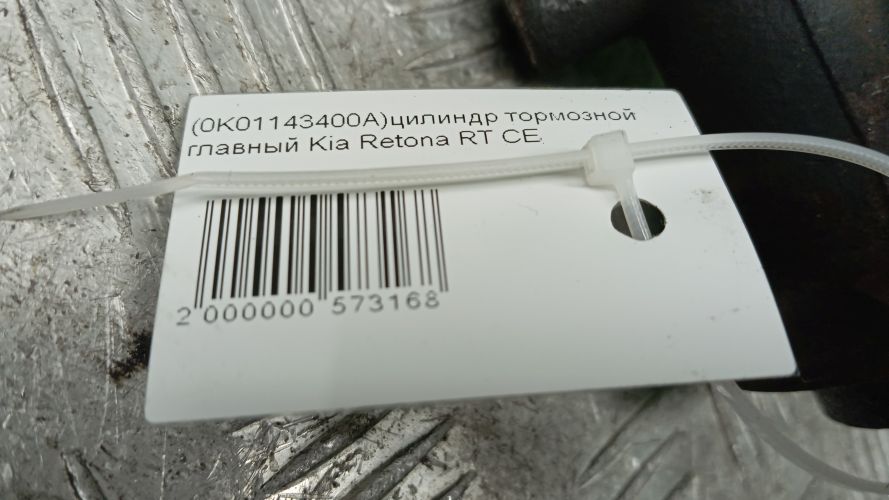 (0K01143400A)цилиндр тормозной
главный Kia Retona RT CE
2 000000 573168